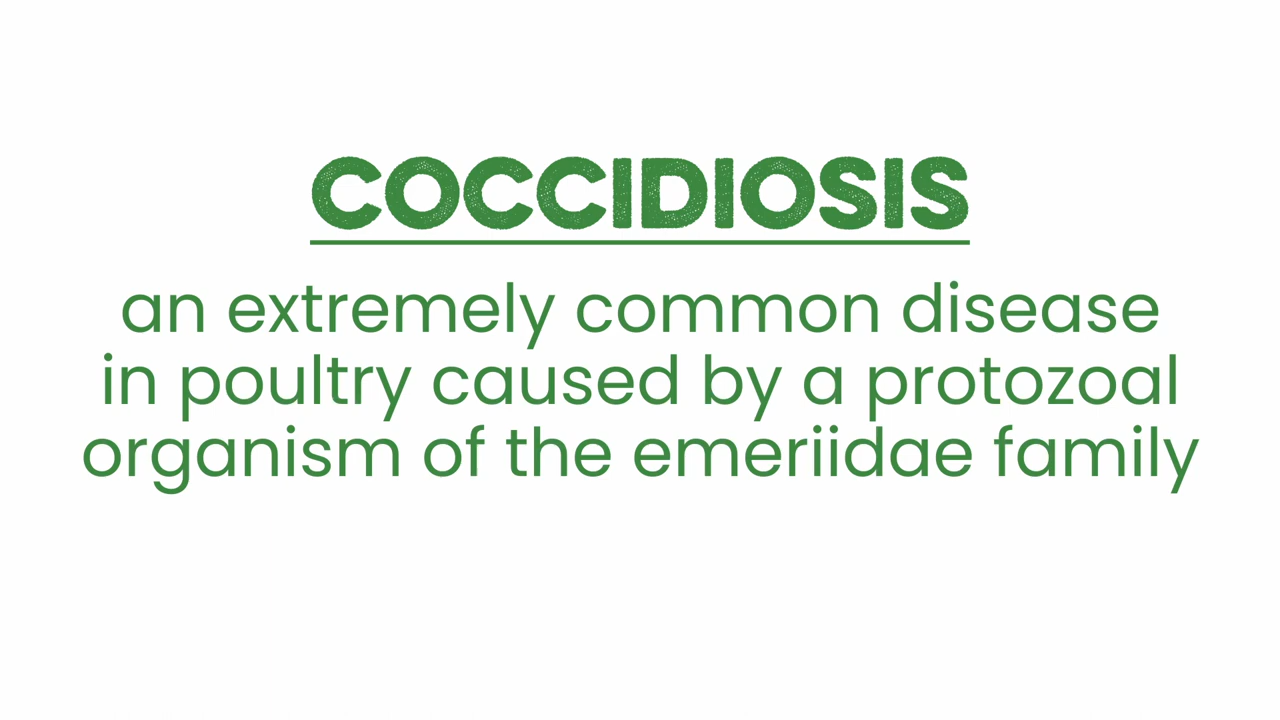 COCCIDIOSIS
an extremely common disease
in poultry caused by a protozoal
organism of the emeriidae family